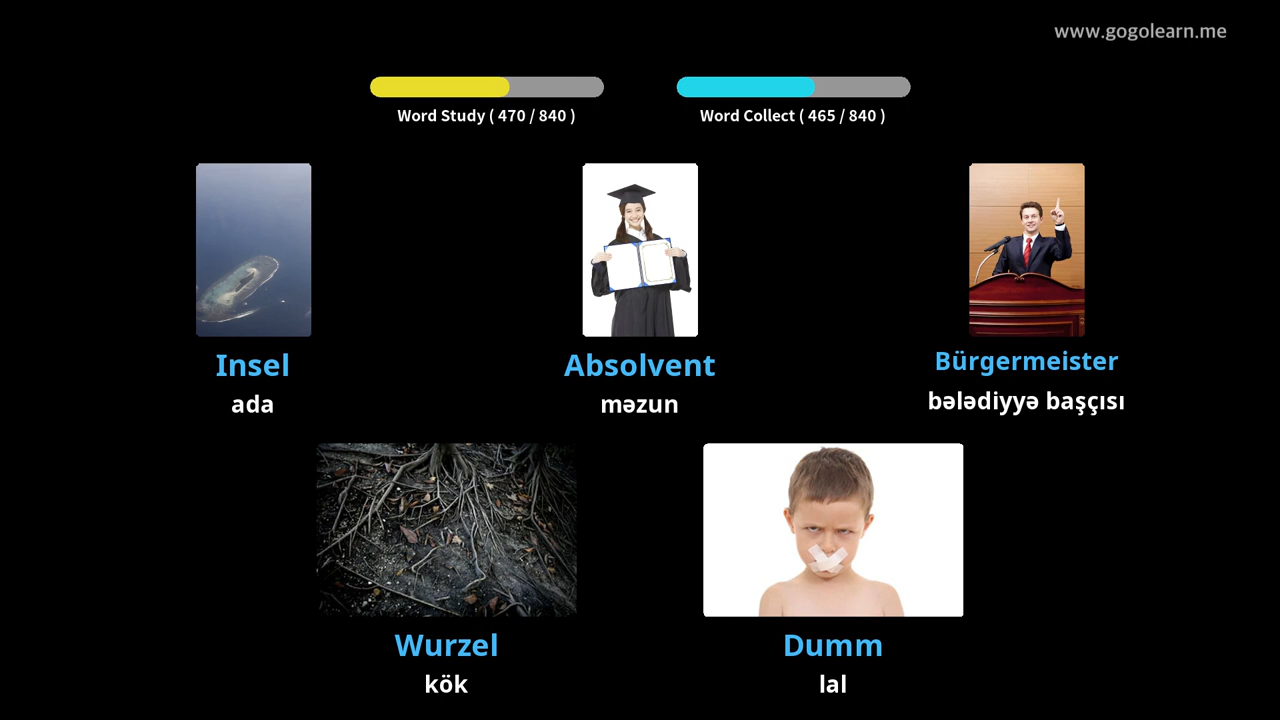 www.gogolearn.me
Word Study ( 470 / 840 )
Word Collect ( 465 / 840 )
Insel
ada
Absolvent
məzun
Bürgermeister
bələdiyyə başçısı
Wurzel
kök
Dumm
lal